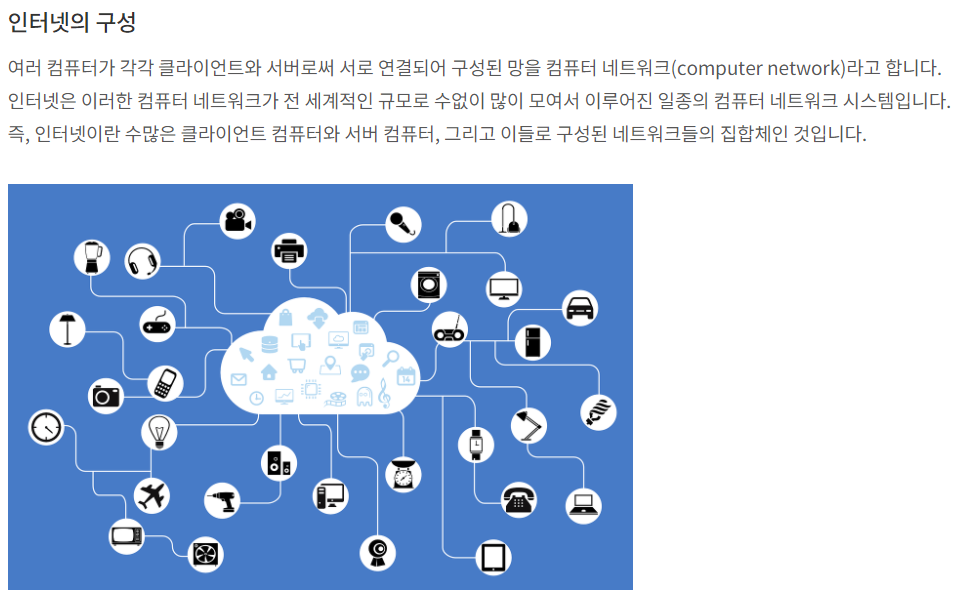 인터넷의 구성
여러 컴퓨터가 각각 클라이언트와 서버로써 서로 연결되어 구성된 망을 컴퓨터 네트워크(computer network)라고 합니다.
인터넷은 이러한 컴퓨터 네트워크가 전 세계적인 규모로 수없이 많이 모여서 이루어진 일종의 컴퓨터 네트워크 시스템입니다.
즉, 인터넷이란 수많은 클라이언트 컴퓨터와 서버 컴퓨터, 그리고 이들로 구성된 네트워크들의 집합체인 것입니다.
14